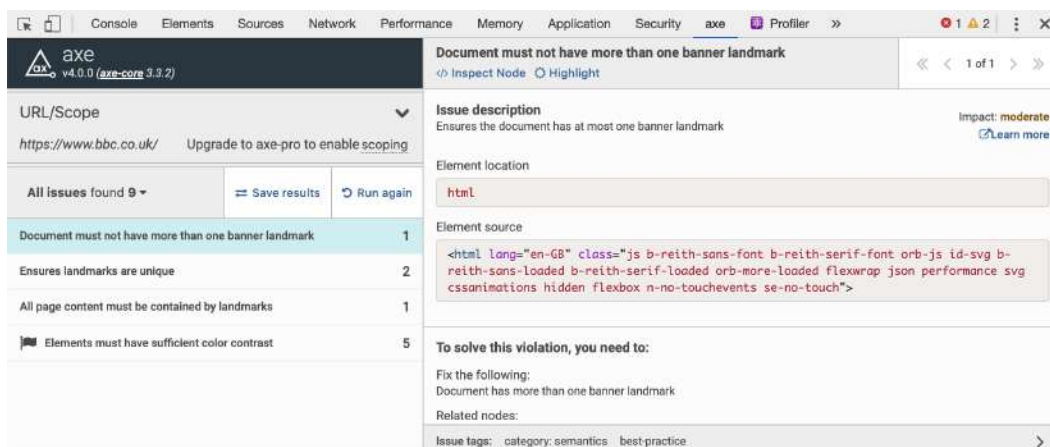 Console Elements Sources Network Performance Memory Application Security axe Profiler » 1 2
axe
v4.0.0 (axe-core 3.3.2)
URL/Scope
https://www.bbc.co.uk/ Upgrade to axe-pro to enable scoping
All issues found 9 Save results Run again
Document must not have more than one banner landmark 1
Ensures landmarks are unique 2
All page content must be contained by landmarks 1
Elements must have sufficient color contrast 5
Document must not have more than one banner landmark
</> Inspect Node Highlight
1 of 1
Issue description
Ensures the document has at most one banner landmark
Impact: moderate
Learn more
Element location
html
Element source
<html lang="en-GB" class="js b-reith-sans-font b-reith-serif-font orb-js id-svg b-
reith-sans-loaded b-reith-serif-loaded orb-more-loaded flexwrap json performance svg
cssanimations hidden flexbox n-no-touchevents se-no-touch">
To solve this violation, you need to:
Fix the following:
Document has more than one banner landmark
Related nodes:
Issue tags: category: semantics best-practice